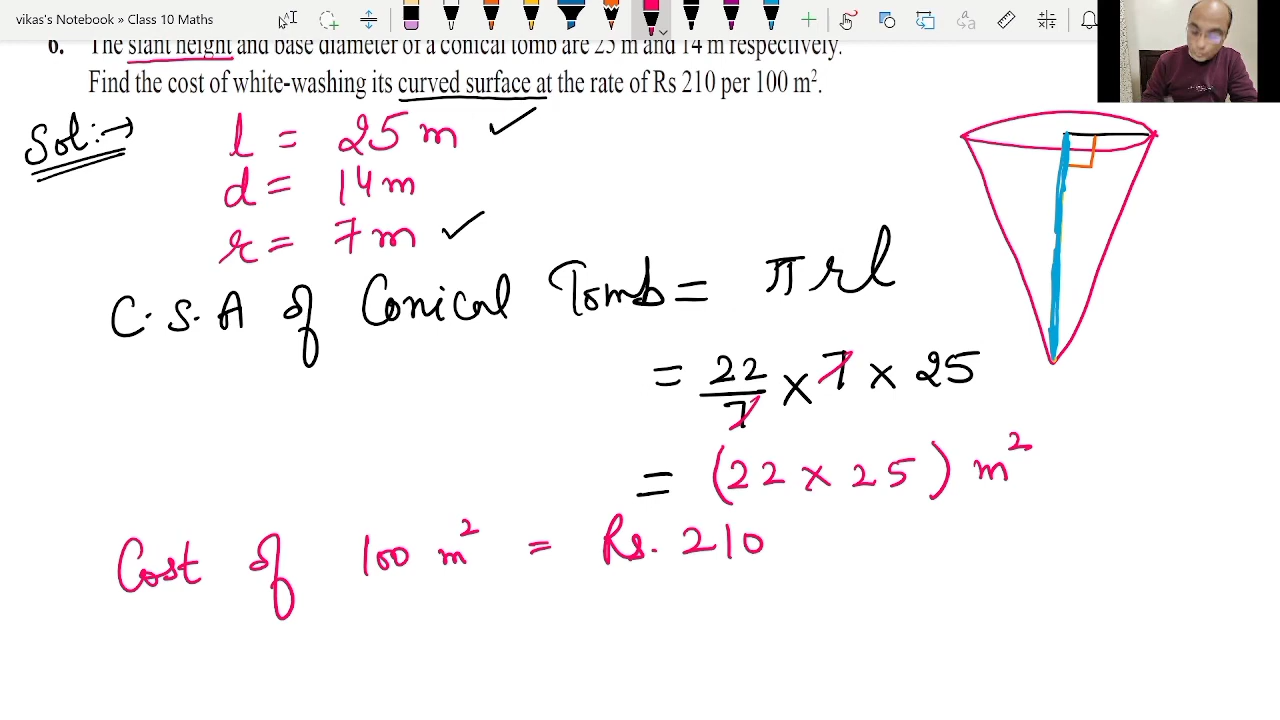 vikas's Notebook » Class 10 Maths
6. The slant height and base diameter of a conical tomb are 25 m and 14 m respectively.
Find the cost of white-washing its curved surface at the rate of Rs 210 per 100 m².
Sol:→
l = 25 m ✓
d = 14 m
r = 7 m ✓
C.S.A of Conical Tomb = πrl
= 22/7 × 7 × 25
= (22 × 25) m²
Cost of 100 m² = Rs. 210